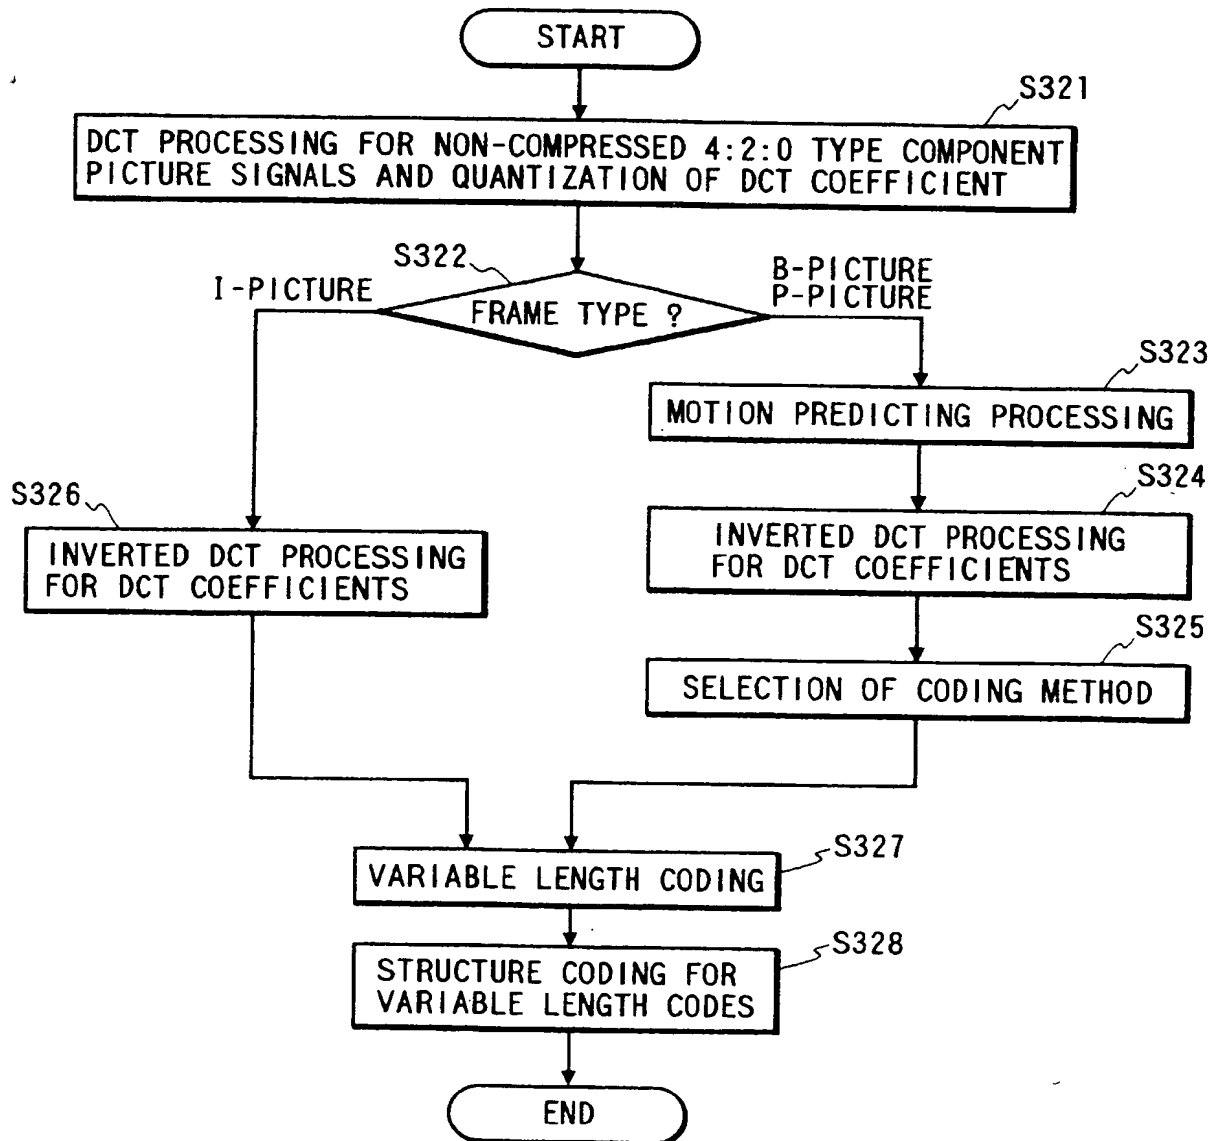 START
S321
DCT PROCESSING FOR NON-COMPRESSED 4:2:0 TYPE COMPONENT
PICTURE SIGNALS AND QUANTIZATION OF DCT COEFFICIENT
S322
I-PICTURE
FRAME TYPE ?
B-PICTURE
P-PICTURE
S323
MOTION PREDICTING PROCESSING
S324
INVERTED DCT PROCESSING
FOR DCT COEFFICIENTS
S325
SELECTION OF CODING METHOD
S326
INVERTED DCT PROCESSING
FOR DCT COEFFICIENTS
S327
VARIABLE LENGTH CODING
S328
STRUCTURE CODING FOR
VARIABLE LENGTH CODES
END